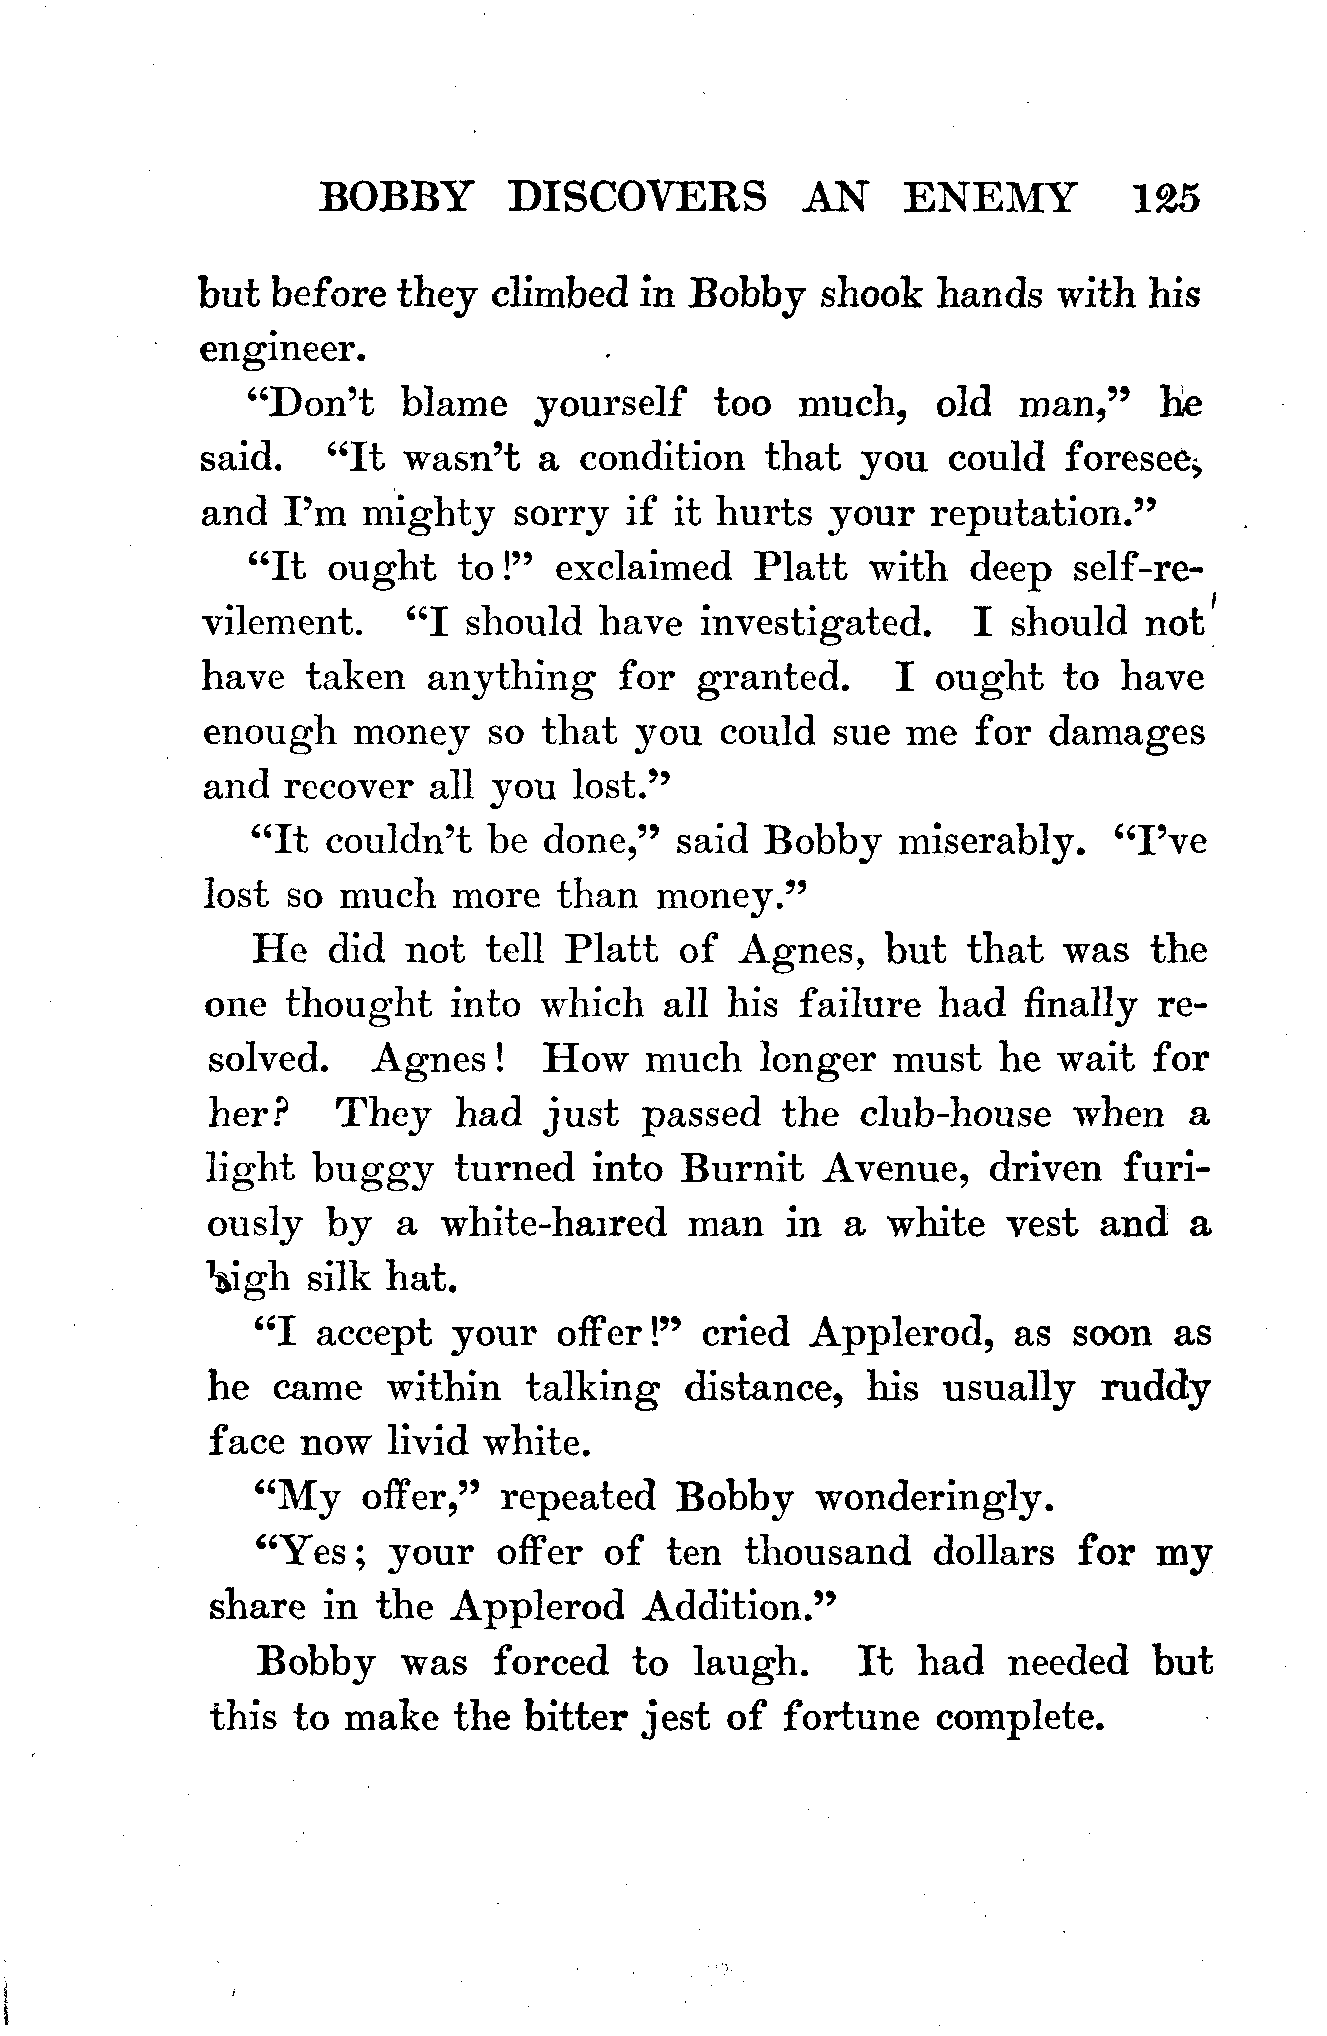 BOBBY DISCOVERS AN ENEMY 125
but before they climbed in Bobby shook hands with his
engineer.
“Don’t blame yourself too much, old man,” he
said. “It wasn’t a condition that you could foresee,
and I’m mighty sorry if it hurts your reputation.”
“It ought to!” exclaimed Platt with deep self-re-
vilement. “I should have investigated. I should not
have taken anything for granted. I ought to have
enough money so that you could sue me for damages
and recover all you lost.”
“It couldn’t be done,” said Bobby miserably. “I’ve
lost so much more than money.”
He did not tell Platt of Agnes, but that was the
one thought into which all his failure had finally re-
solved. Agnes! How much longer must he wait for
her? They had just passed the club-house when a
light buggy turned into Burnit Avenue, driven furi-
ously by a white-haired man in a white vest and a
high silk hat.
“I accept your offer!” cried Applerod, as soon as
he came within talking distance, his usually ruddy
face now livid white.
“My offer,” repeated Bobby wonderingly.
“Yes; your offer of ten thousand dollars for my
share in the Applerod Addition.”
Bobby was forced to laugh. It had needed but
this to make the bitter jest of fortune complete.